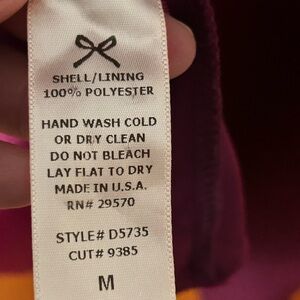 SHELL/LINING
100% POLYESTER
HAND WASH COLD
OR DRY CLEAN
DO NOT BLEACH
LAY FLAT TO DRY
MADE IN U.S.A.
RN# 29570
STYLE# D5735
CUT# 9385
M